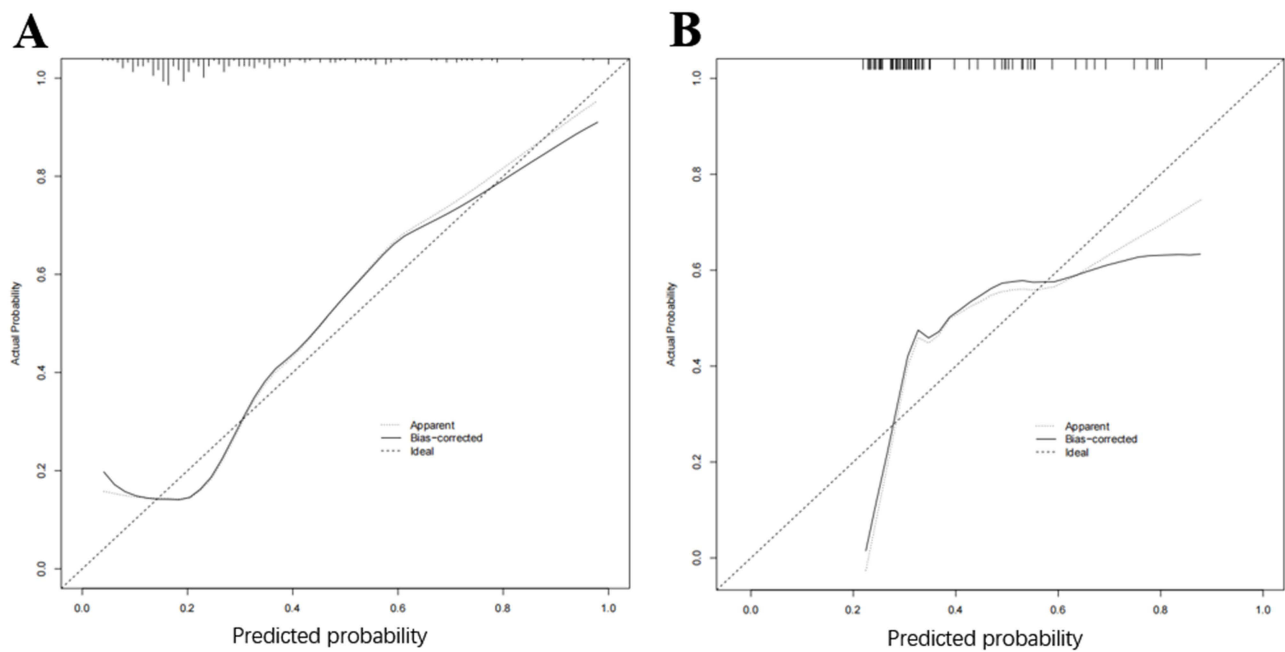 A
1.0
0.8
0.6
0.4
0.2
0.0
Actual Probability
Apparent
Bias-corrected
Ideal
0.0 0.2 0.4 0.6 0.8 1.0
Predicted probability
B
1.0
0.8
0.6
0.4
0.2
0.0
Actual Probability
Apparent
Bias-corrected
Ideal
0.0 0.2 0.4 0.6 0.8 1.0
Predicted probability